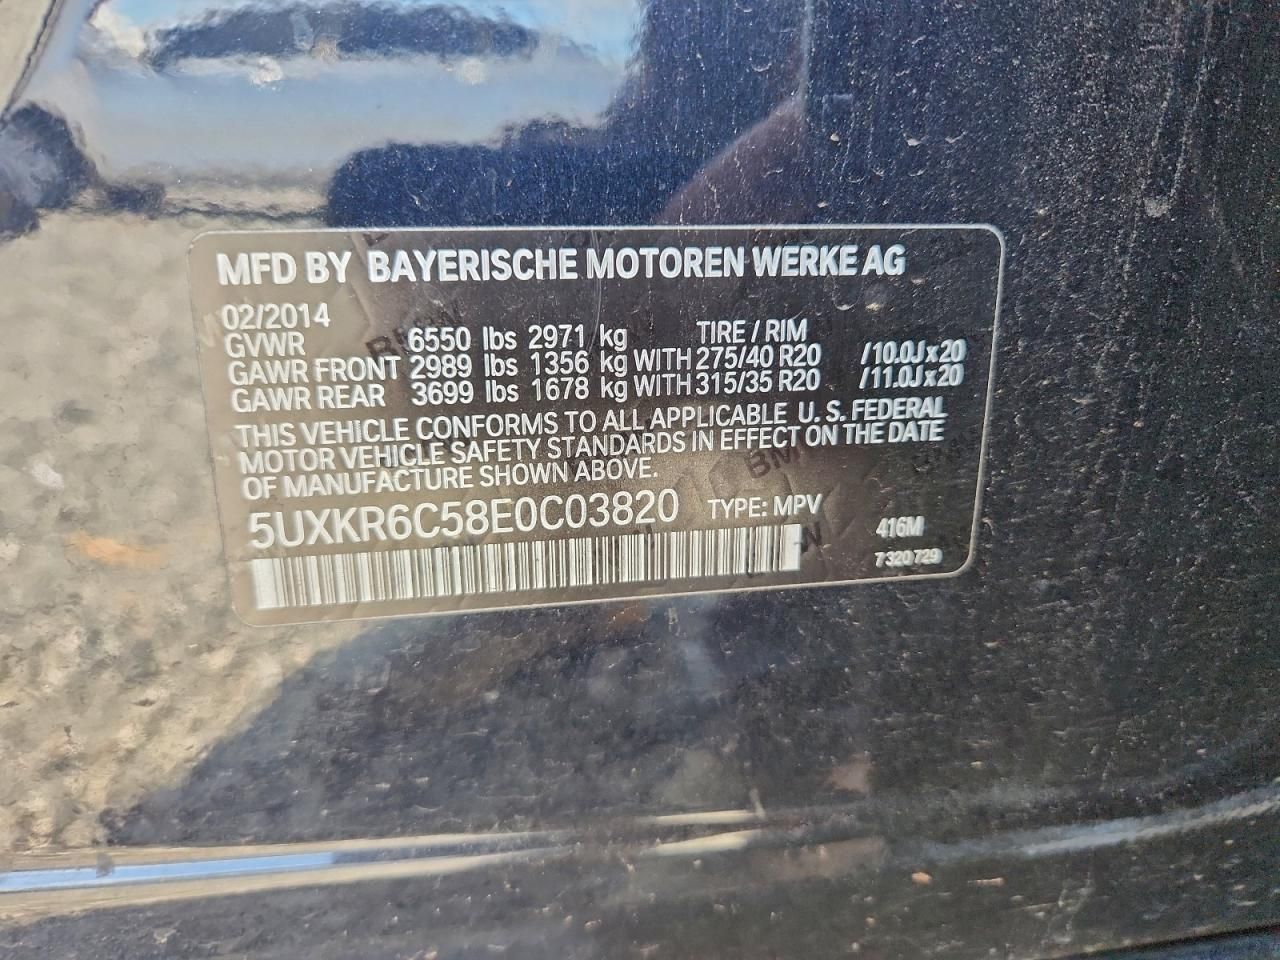 MFD BY BAYERISCHE MOTOREN WERKE AG
02/2014
GVWR 6550 lbs 2971 kg TIRE / RIM
GAWR FRONT 2989 lbs 1356 kg WITH 275/40 R20 /10.0J x 20
GAWR REAR 3699 lbs 1678 kg WITH 315/35 R20 /11.0J x 20
THIS VEHICLE CONFORMS TO ALL APPLICABLE U.S. FEDERAL
MOTOR VEHICLE SAFETY STANDARDS IN EFFECT ON THE DATE
OF MANUFACTURE SHOWN ABOVE.
5UXKR6C58E0C03820 TYPE: MPV
416M
7 320 729